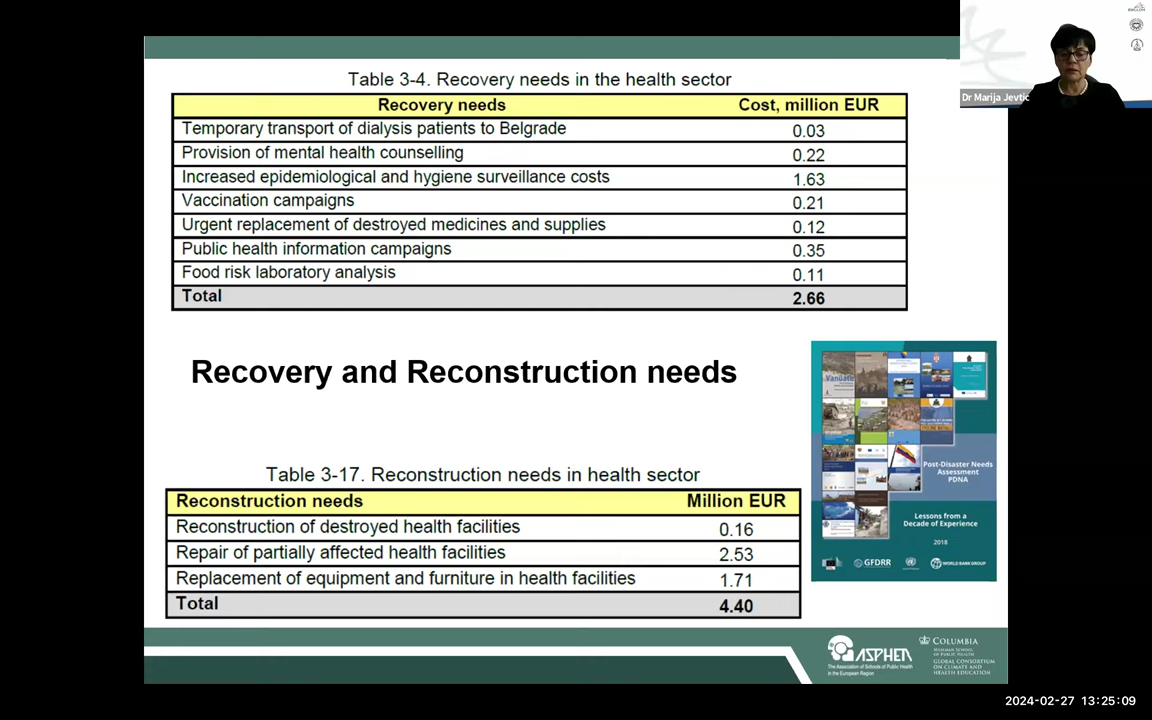 Table 3-4. Recovery needs in the health sector
Recovery needs Cost, million EUR
Temporary transport of dialysis patients to Belgrade 0.03
Provision of mental health counselling 0.22
Increased epidemiological and hygiene surveillance costs 1.63
Vaccination campaigns 0.21
Urgent replacement of destroyed medicines and supplies 0.12
Public health information campaigns 0.35
Food risk laboratory analysis 0.11
Total 2.66
Dr Marija Jevtic
Recovery and Reconstruction needs
Vanuatu
Post-Disaster Needs
Assessment
PDNA
Lessons from a
Decade of Experience
2018
GFDRR
WORLD BANK GROUP
Table 3-17. Reconstruction needs in health sector
Reconstruction needs Million EUR
Reconstruction of destroyed health facilities 0.16
Repair of partially affected health facilities 2.53
Replacement of equipment and furniture in health facilities 1.71
Total 4.40
ASPHER
The Association of Schools of Public Health
in the European Region
COLUMBIA
MAILMAN SCHOOL
OF PUBLIC HEALTH
GLOBAL CONSORTIUM
ON CLIMATE AND
HEALTH EDUCATION
2024-02-27 13:25:09